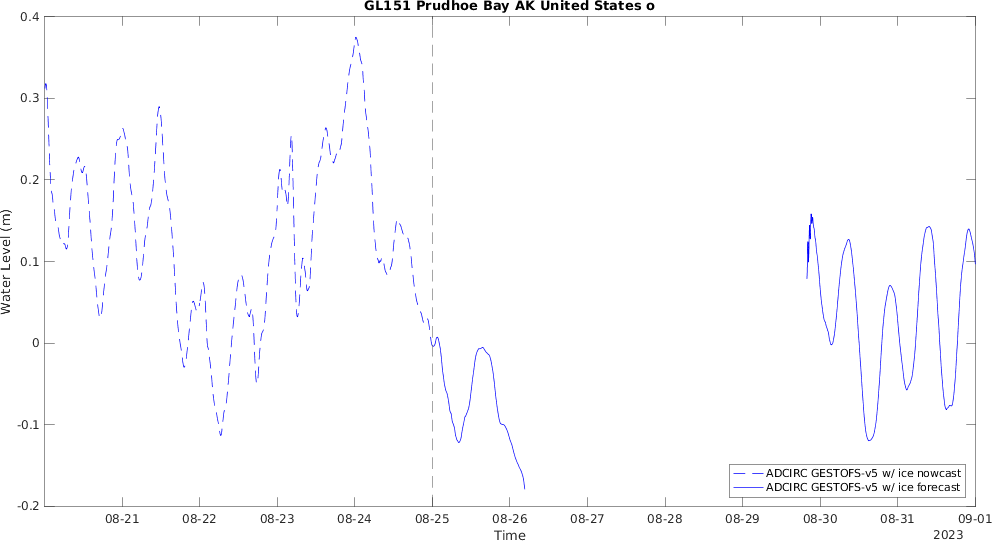 GL151 Prudhoe Bay AK United States o
0.4
0.3
0.2
0.1
0
-0.1
-0.2
Water Level (m)
ADCIRC GESTOFS-v5 w/ ice nowcast
ADCIRC GESTOFS-v5 w/ ice forecast
08-21 08-22 08-23 08-24 08-25 08-26 08-27 08-28 08-29 08-30 08-31 09-01
Time
2023